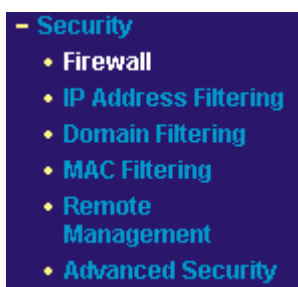 – Security
• Firewall
• IP Address Filtering
• Domain Filtering
• MAC Filtering
• Remote
Management
• Advanced Security